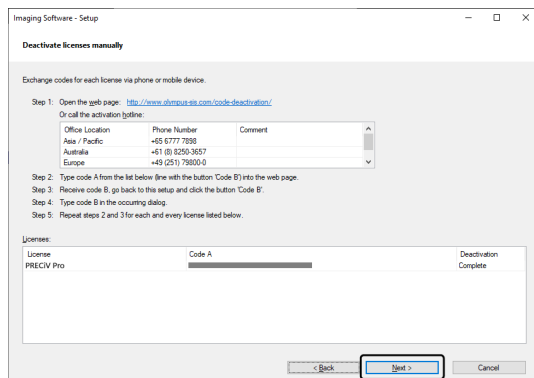 Imaging Software - Setup
Deactivate licenses manually
Exchange codes for each license via phone or mobile device.
Step 1: Open the web page: http://www.olympus-sis.com/code-deactivation/
Or call the activation hotline:
Office Location Phone Number Comment
Asia / Pacific +65 6777 7898
Australia +61 (8) 8250-3657
Europe +49 (251) 79800-0
Step 2: Type code A from the list below (line with the button 'Code B') into the web page.
Step 3: Receive code B, go back to this setup and click the button 'Code B'.
Step 4: Type code B in the occurring dialog.
Step 5: Repeat steps 2 and 3 for each and every license listed below.
Licenses:
License Code A Deactivation
PRECiV Pro Complete
< Back Next > Cancel